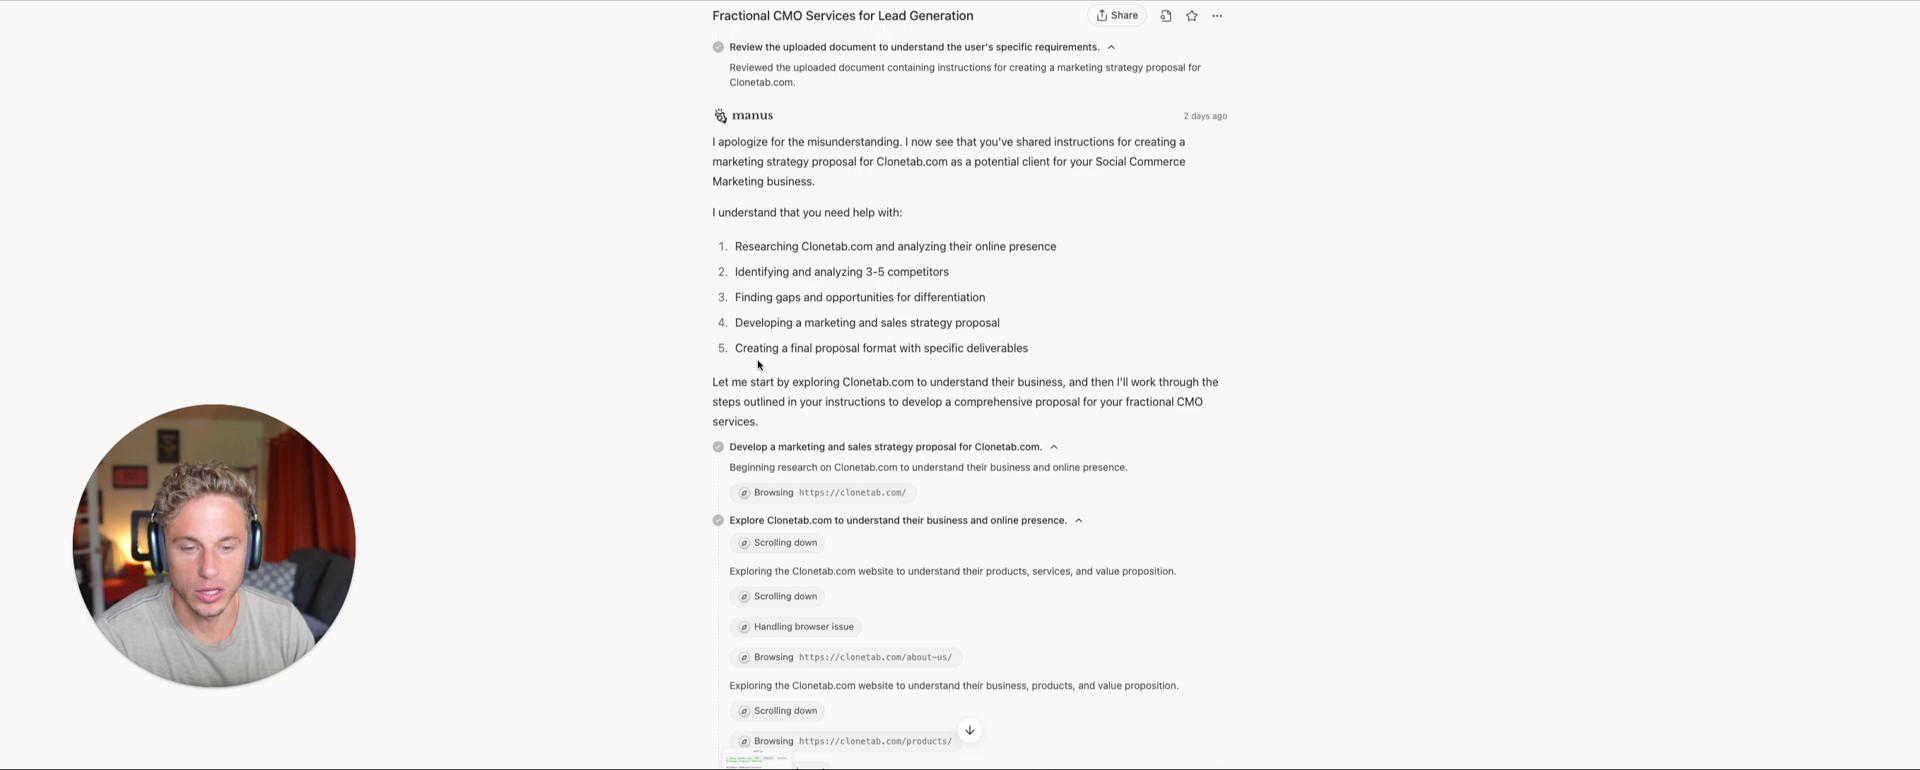 Fractional CMO Services for Lead Generation
Share
Review the uploaded document to understand the user's specific requirements.
Reviewed the uploaded document containing instructions for creating a marketing strategy proposal for
Clonetab.com.
manus
2 days ago
I apologize for the misunderstanding. I now see that you've shared instructions for creating a
marketing strategy proposal for Clonetab.com as a potential client for your Social Commerce
Marketing business.
I understand that you need help with:
1. Researching Clonetab.com and analyzing their online presence
2. Identifying and analyzing 3-5 competitors
3. Finding gaps and opportunities for differentiation
4. Developing a marketing and sales strategy proposal
5. Creating a final proposal format with specific deliverables
Let me start by exploring Clonetab.com to understand their business, and then I'll work through the
steps outlined in your instructions to develop a comprehensive proposal for your fractional CMO
services.
Develop a marketing and sales strategy proposal for Clonetab.com.
Beginning research on Clonetab.com to understand their business and online presence.
Browsing https://clonetab.com/
Explore Clonetab.com to understand their business and online presence.
Scrolling down
Exploring the Clonetab.com website to understand their products, services, and value proposition.
Scrolling down
Handling browser issue
Browsing https://clonetab.com/about-us/
Exploring the Clonetab.com website to understand their business, products, and value proposition.
Scrolling down
Browsing https://clonetab.com/products/